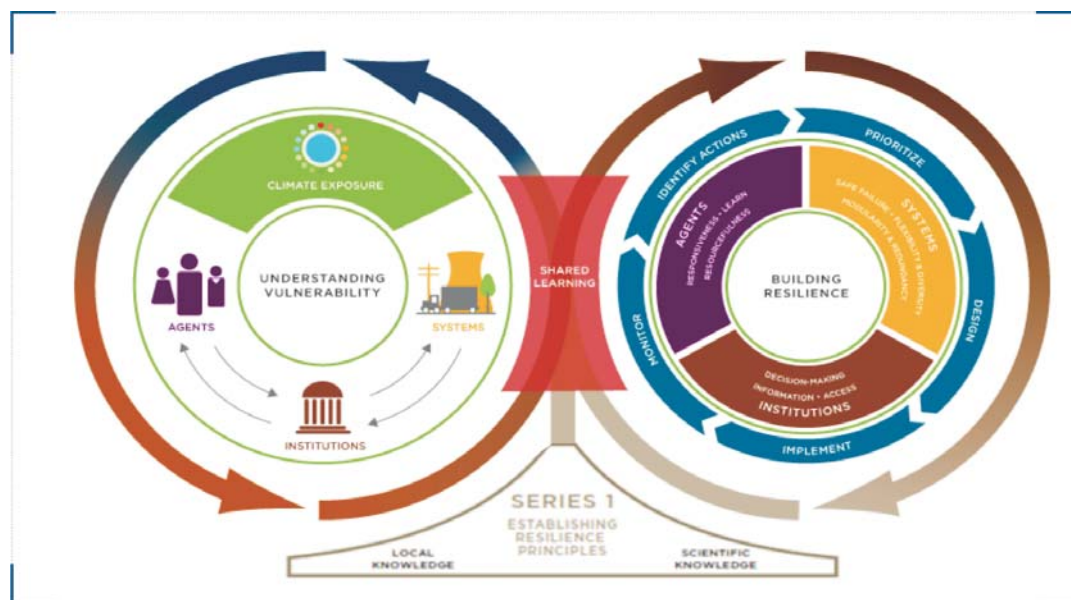 CLIMATE EXPOSURE
UNDERSTANDING
VULNERABILITY
AGENTS
SYSTEMS
INSTITUTIONS
SHARED
LEARNING
IDENTIFY ACTIONS
PRIORITIZE
DESIGN
IMPLEMENT
MONITOR
AGENTS
RESPONSIVENESS • LEARN
RESOURCEFULNESS
SYSTEMS
SAFE FAILURE • FLEXIBILITY & DIVERSITY
MODULARITY & REDUNDANCY
BUILDING
RESILIENCE
DECISION-MAKING
INFORMATION • ACCESS
INSTITUTIONS
SERIES 1
ESTABLISHING
RESILIENCE
PRINCIPLES
LOCAL
KNOWLEDGE
SCIENTIFIC
KNOWLEDGE